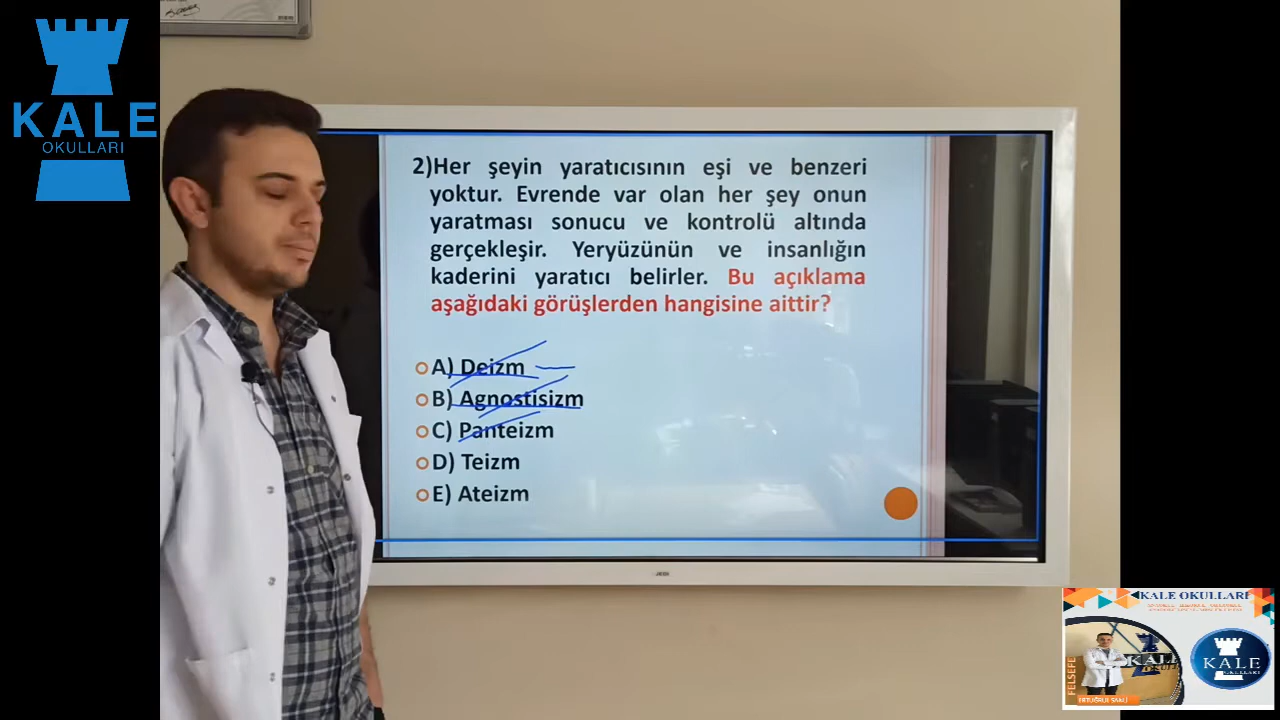 KALE
OKULLARI
2)Her şeyin yaratıcısının eşi ve benzeri
yoktur. Evrende var olan her şey onun
yaratması sonucu ve kontrolü altında
gerçekleşir. Yeryüzünün ve insanlığın
kaderini yaratıcı belirler. Bu açıklama
aşağıdaki görüşlerden hangisine aittir?
A) Deizm
B) Agnostisizm
C) Panteizm
D) Teizm
E) Ateizm
KALE OKULLARI
FELSEFE
KALE
KALE
OKULLARI